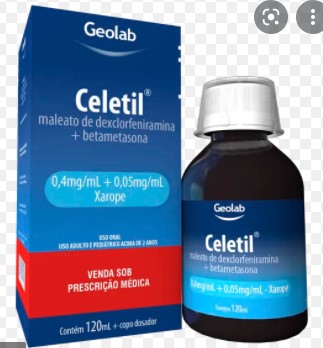 Geolab
Celetil®
maleato de dexclorfeniramina
+ betametasona
0,4mg/mL + 0,05mg/mL
Xarope
USO ORAL
USO ADULTO E PEDIÁTRICO ACIMA DE 2 ANOS
VENDA SOB
PRESCRIÇÃO MÉDICA
Contém 120mL + copo dosador
Geolab
Celetil®
maleato de dexclorfeniramina
+ betametasona
0,4mg/mL + 0,05mg/mL - Xarope
Contém 120mL